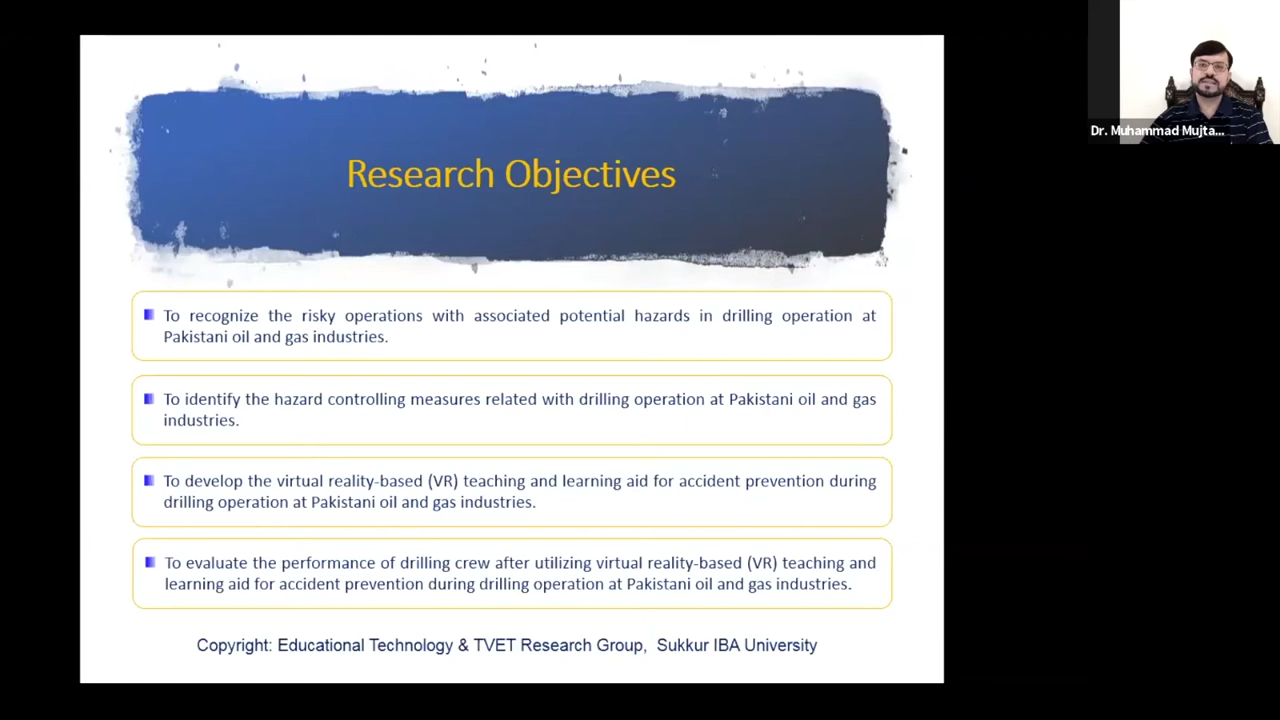 Research Objectives
To recognize the risky operations with associated potential hazards in drilling operation at
Pakistani oil and gas industries.
To identify the hazard controlling measures related with drilling operation at Pakistani oil and gas
industries.
To develop the virtual reality-based (VR) teaching and learning aid for accident prevention during
drilling operation at Pakistani oil and gas industries.
To evaluate the performance of drilling crew after utilizing virtual reality-based (VR) teaching and
learning aid for accident prevention during drilling operation at Pakistani oil and gas industries.
Copyright: Educational Technology & TVET Research Group, Sukkur IBA University
Dr. Muhammad Mujta...